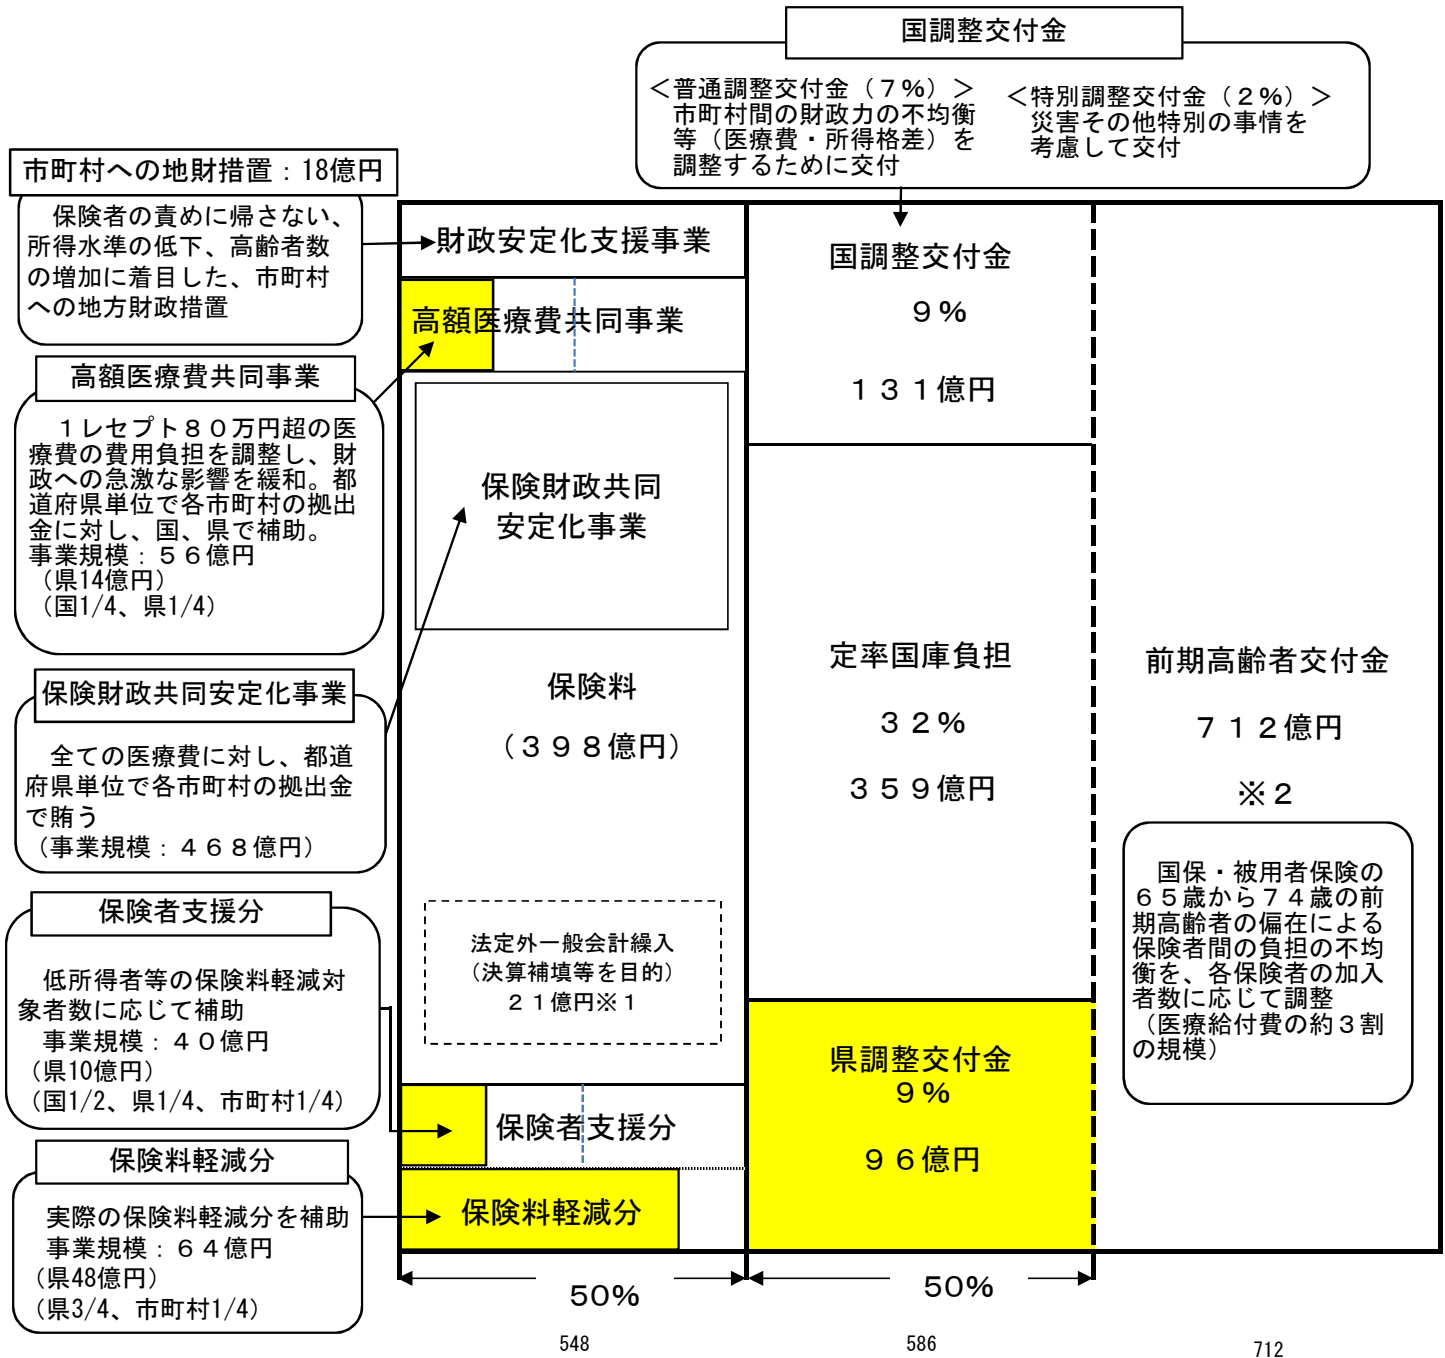 国調整交付金
＜普通調整交付金（７%）＞
市町村間の財政力の不均衡
等（医療費・所得格差）を
調整するために交付
＜特別調整交付金（２%）＞
災害その他特別の事情を
考慮して交付
市町村への地財措置：18億円
保険者の責めに帰さない、
所得水準の低下、高齢者数
の増加に着目した、市町村
への地方財政措置
高額医療費共同事業
１レセプト８０万円超の医
療費の費用負担を調整し、財
政への急激な影響を緩和。都
道府県単位で各市町村の拠出
金に対し、国、県で補助。
事業規模：５６億円
（県14億円）
（国1/4、県1/4）
保険財政共同安定化事業
全ての医療費に対し、都道
府県単位で各市町村の拠出金
で賄う
（事業規模：４６８億円）
保険者支援分
低所得者等の保険料軽減対
象者数に応じて補助
事業規模：４０億円
（県10億円）
（国1/2、県1/4、市町村1/4）
保険料軽減分
実際の保険料軽減分を補助
事業規模：６４億円
（県48億円）
（県3/4、市町村1/4）
財政安定化支援事業
高額医療費共同事業
保険財政共同
安定化事業
保険料
（３９８億円）
法定外一般会計繰入
（決算補填等を目的）
２１億円※１
保険者支援分
保険料軽減分
50%
548
国調整交付金
９%
１３１億円
定率国庫負担
３２%
３５９億円
県調整交付金
９%
９６億円
50%
586
前期高齢者交付金
７１２億円
※２
国保・被用者保険の
６５歳から７４歳の前
期高齢者の偏在による
保険者間の負担の不均
衡を、各保険者の加入
者数に応じて調整
（医療給付費の約３割
の規模）
712